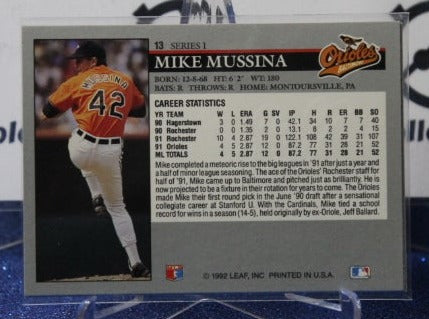 13 SERIES 1
MIKE MUSSINA
Orioles
BORN: 12-8-68 HT: 6' 2" WT: 180
BATS: R THROWS: R HOME: MONTOURSVILLE, PA
CAREER STATISTICS
YR TEAM W L ERA G SV IP H R ER BB SO
90 Hagerstown 3 0 1.49 7 0 42.1 34 10 7 7 40
90 Rochester 0 0 1.35 2 0 13.1 8 2 2 4 15
91 Rochester 10 4 2.87 19 0 122.1 108 42 39 31 107
91 Orioles 4 5 2.87 12 0 87.2 77 31 28 21 52
ML TOTALS 4 5 2.87 12 0 87.2 77 31 28 21 52
Mike completed a meteoric rise to the big leagues in '91 after just a year and
a half of minor league seasoning. The ace of the Orioles' Rochester staff for
half of '91, Mike came up to Baltimore and pitched just as brilliantly. He is
now projected to be a fixture in their rotation for years to come. The Orioles
made Mike their first round pick in the June '90 draft after a sensational
collegiate career at Stanford U. With the Cardinals, Mike tied a school
record for wins in a season (14-5), held originally by ex-Oriole, Jeff Ballard.
© 1992 LEAF, INC PRINTED IN U.S.A.
MUSSINA
42